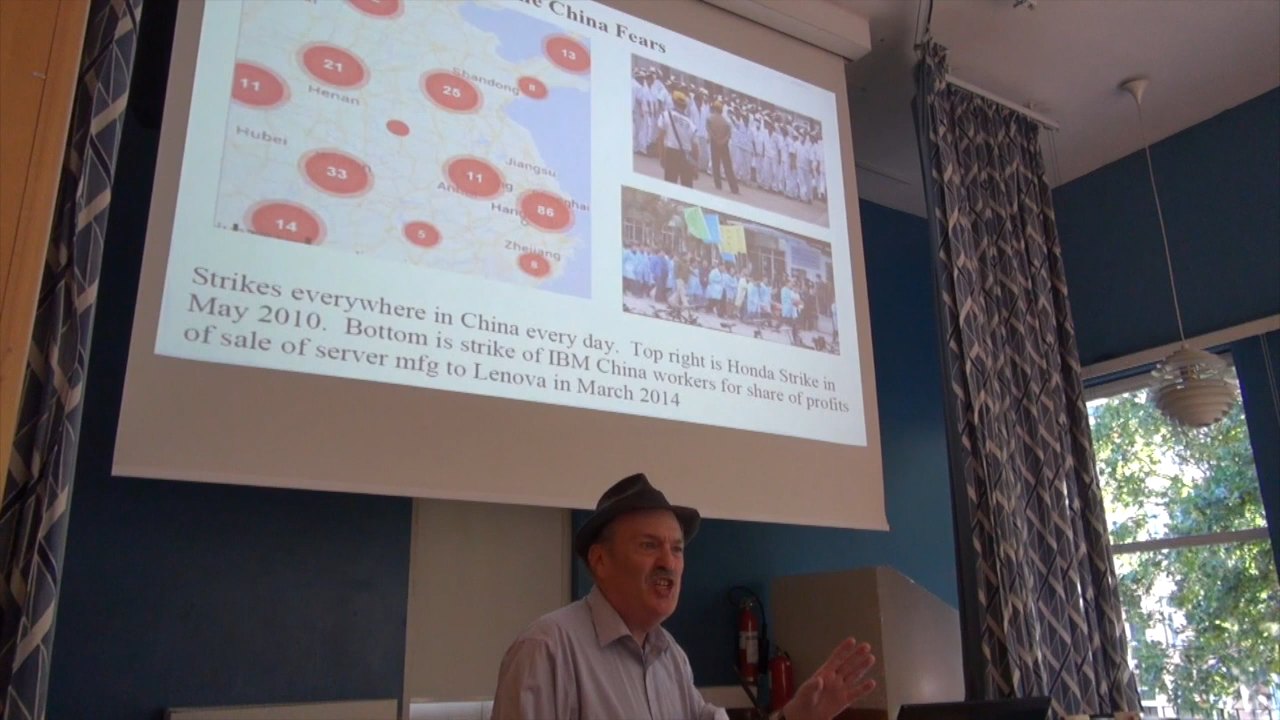 China Fears
13
21
25
8
Shandong
11
Henan
Hubei
33
11
Jiangsu
86
14
5
Zhejiang
8
Strikes everywhere in China every day. Top right is Honda Strike in
May 2010. Bottom is strike of IBM China workers for share of profits
of sale of server mfg to Lenova in March 2014